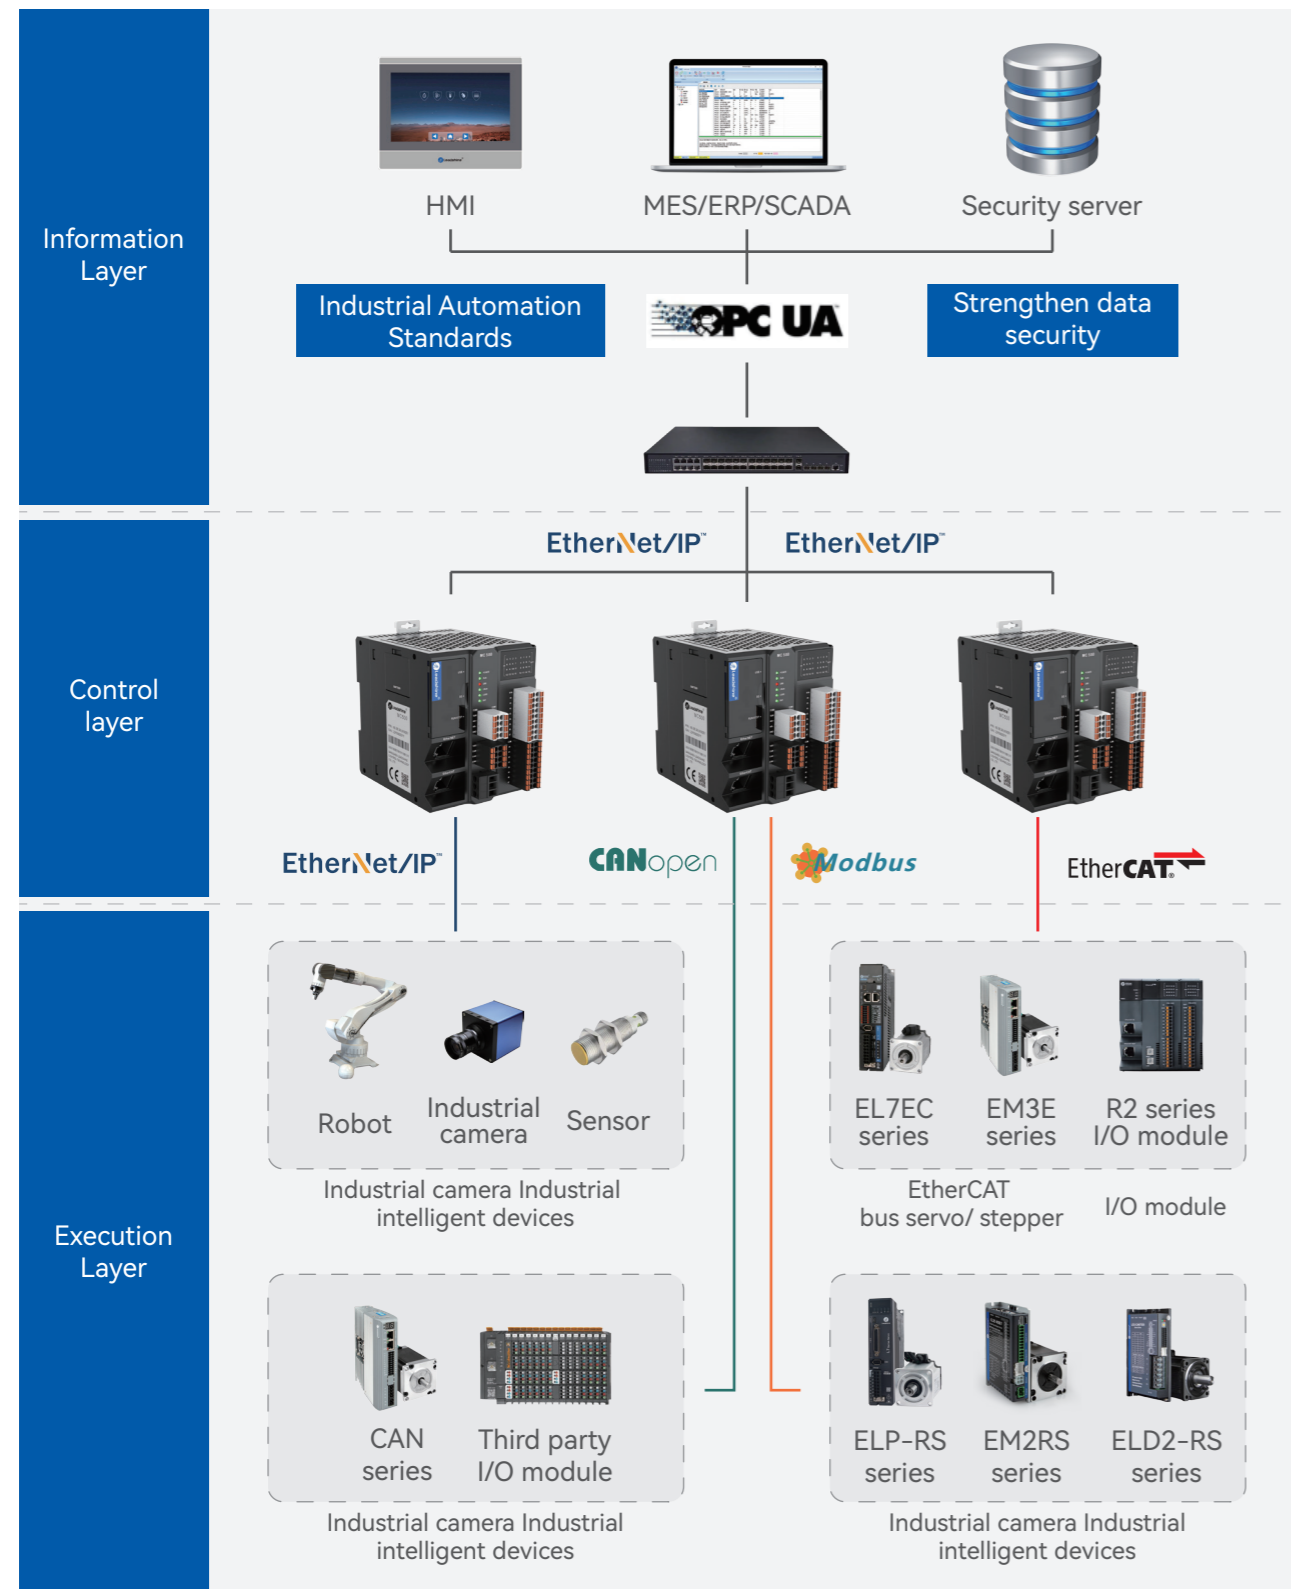 HMI
MES/ERP/SCADA
Security server
Information
Layer
Industrial Automation
Standards
OPC UA
Strengthen data
security
EtherNet/IP™
EtherNet/IP™
Control
layer
EtherNet/IP™
CANopen
Modbus
EtherCAT®
Robot
Industrial
camera
Sensor
Industrial camera Industrial
intelligent devices
EL7EC
series
EM3E
series
R2 series
I/O module
EtherCAT
bus servo/ stepper
I/O module
Execution
Layer
CAN
series
Third party
I/O module
Industrial camera Industrial
intelligent devices
ELP-RS
series
EM2RS
series
ELD2-RS
series
Industrial camera Industrial
intelligent devices